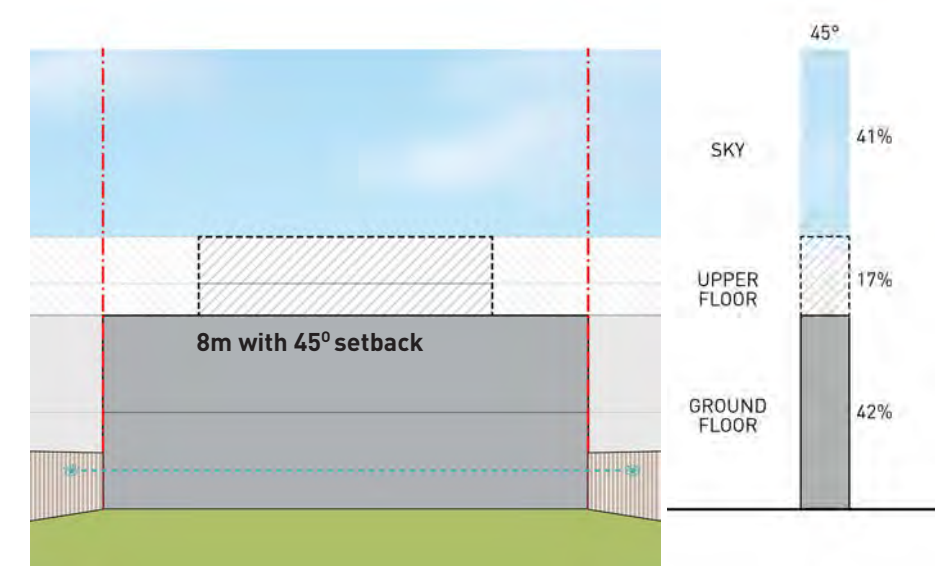 8m with 45⁰ setback
45°
SKY
41%
UPPER
FLOOR
17%
GROUND
FLOOR
42%